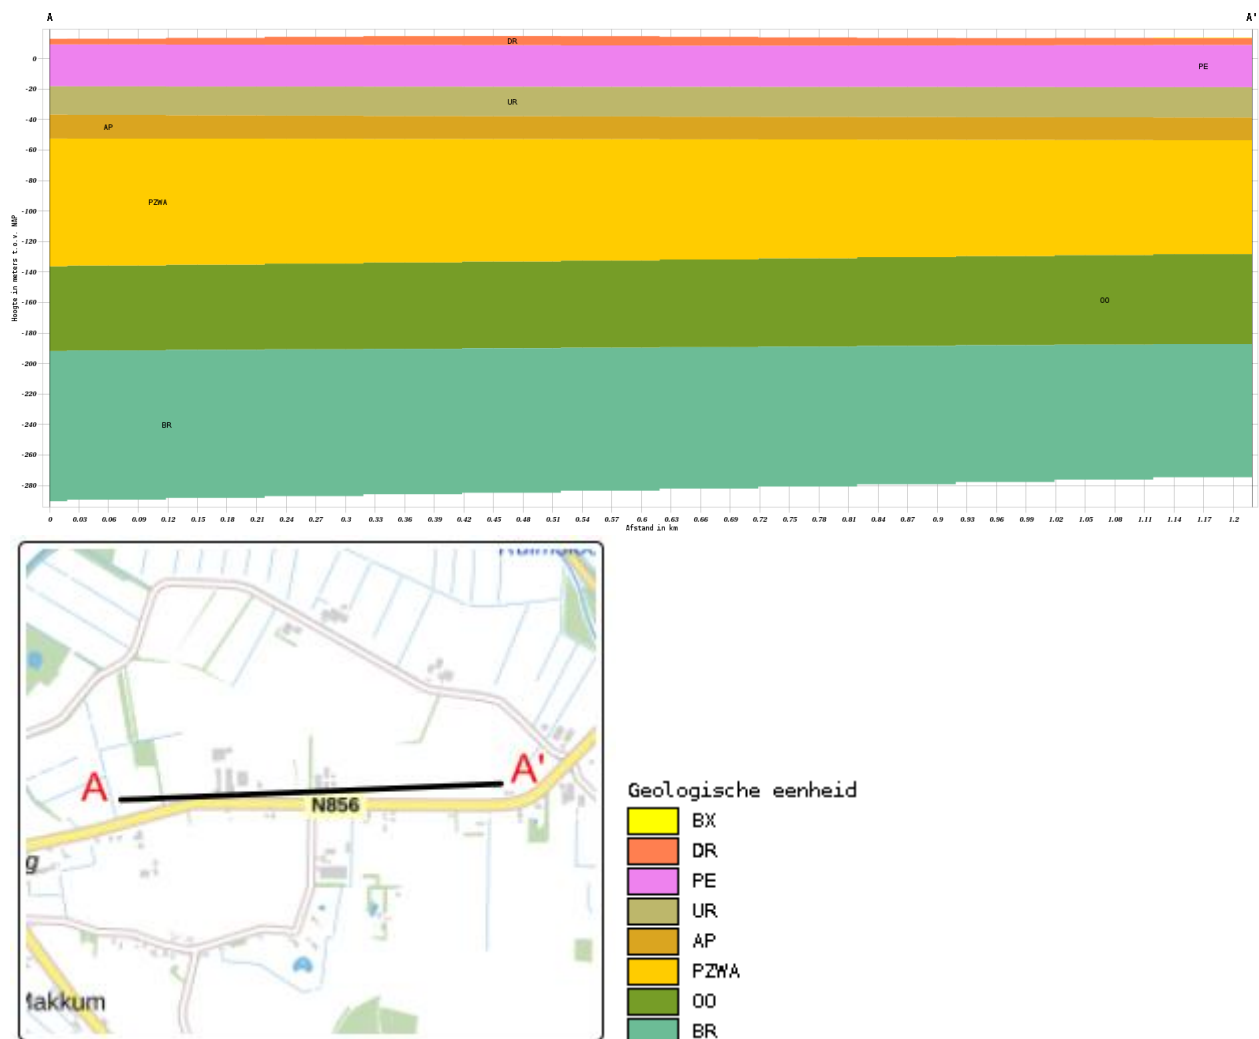 A A'
DR
0
PE
-20
UR
-40
AP
-60
-80
PZWA
-100
-120
-140
OO
-160
-180
-200
-220
BR
-240
-260
-280
Hoogte in meters t.o.v. NAP
0 0.03 0.06 0.09 0.12 0.15 0.18 0.21 0.24 0.27 0.3 0.33 0.36 0.39 0.42 0.45 0.48 0.51 0.54 0.57 0.6 0.63 0.66 0.69 0.72 0.75 0.78 0.81 0.84 0.87 0.9 0.93 0.96 0.99 1.02 1.05 1.08 1.11 1.14 1.17 1.2
Afstand in km
A A'
N856
g
Geologische eenheid
BX
DR
PE
UR
AP
PZWA
OO
BR